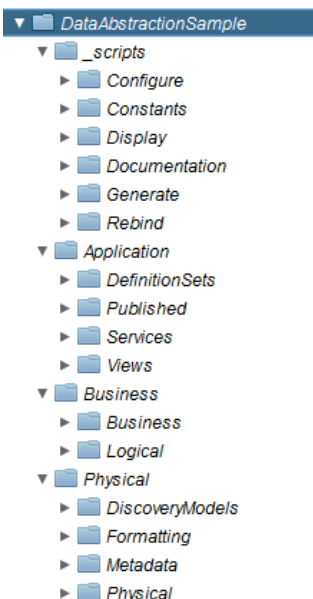 DataAbstractionSample
_scripts
Configure
Constants
Display
Documentation
Generate
Rebind
Application
DefinitionSets
Published
Services
Views
Business
Business
Logical
Physical
DiscoveryModels
Formatting
Metadata
Physical